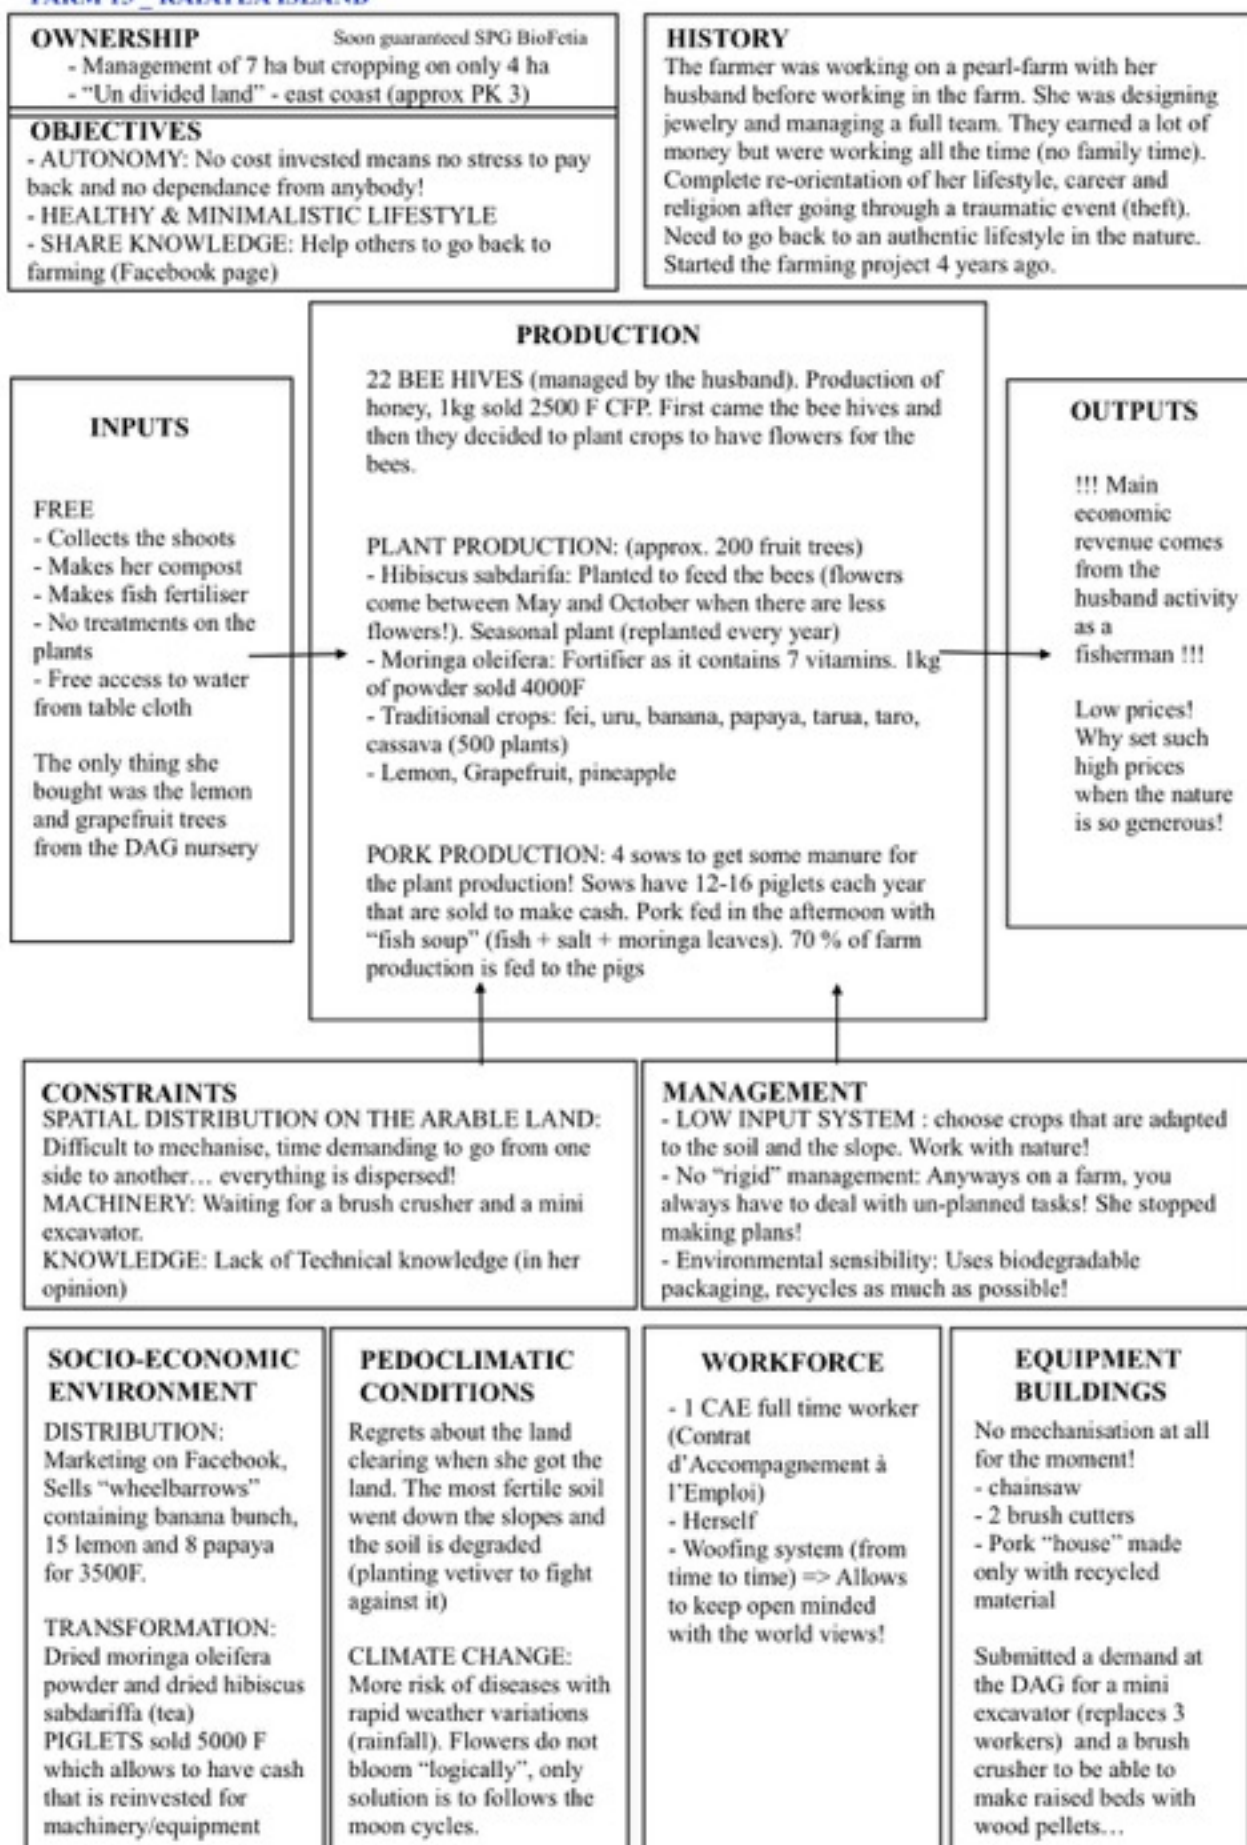 FARM 15 _ RAIATEA ISLAND
OWNERSHIP Soon guaranteed SPG BioFetia
- Management of 7 ha but cropping on only 4 ha
- “Un divided land” - east coast (approx PK 3)
OBJECTIVES
- AUTONOMY: No cost invested means no stress to pay
back and no dependance from anybody!
- HEALTHY & MINIMALISTIC LIFESTYLE
- SHARE KNOWLEDGE: Help others to go back to
farming (Facebook page)
HISTORY
The farmer was working on a pearl-farm with her
husband before working in the farm. She was designing
jewelry and managing a full team. They earned a lot of
money but were working all the time (no family time).
Complete re-orientation of her lifestyle, career and
religion after going through a traumatic event (theft).
Need to go back to an authentic lifestyle in the nature.
Started the farming project 4 years ago.
INPUTS
FREE
- Collects the shoots
- Makes her compost
- Makes fish fertiliser
- No treatments on the
plants
- Free access to water
from table cloth
The only thing she
bought was the lemon
and grapefruit trees
from the DAG nursery
PRODUCTION
22 BEE HIVES (managed by the husband). Production of
honey, 1kg sold 2500 F CFP. First came the bee hives and
then they decided to plant crops to have flowers for the
bees.
PLANT PRODUCTION: (approx. 200 fruit trees)
- Hibiscus sabdarifa: Planted to feed the bees (flowers
come between May and October when there are less
flowers!). Seasonal plant (replanted every year)
- Moringa oleifera: Fortifier as it contains 7 vitamins. 1kg
of powder sold 4000F
- Traditional crops: fei, uru, banana, papaya, tarua, taro,
cassava (500 plants)
- Lemon, Grapefruit, pineapple
PORK PRODUCTION: 4 sows to get some manure for
the plant production! Sows have 12-16 piglets each year
that are sold to make cash. Pork fed in the afternoon with
“fish soup” (fish + salt + moringa leaves). 70 % of farm
production is fed to the pigs
OUTPUTS
!!! Main
economic
revenue comes
from the
husband activity
as a
fisherman !!!
Low prices!
Why set such
high prices
when the nature
is so generous!
CONSTRAINTS
SPATIAL DISTRIBUTION ON THE ARABLE LAND:
Difficult to mechanise, time demanding to go from one
side to another… everything is dispersed!
MACHINERY: Waiting for a brush crusher and a mini
excavator.
KNOWLEDGE: Lack of Technical knowledge (in her
opinion)
MANAGEMENT
- LOW INPUT SYSTEM : choose crops that are adapted
to the soil and the slope. Work with nature!
- No “rigid” management: Anyways on a farm, you
always have to deal with un-planned tasks! She stopped
making plans!
- Environmental sensibility: Uses biodegradable
packaging, recycles as much as possible!
SOCIO-ECONOMIC
ENVIRONMENT
DISTRIBUTION:
Marketing on Facebook,
Sells “wheelbarrows”
containing banana bunch,
15 lemon and 8 papaya
for 3500F.
TRANSFORMATION:
Dried moringa oleifera
powder and dried hibiscus
sabdariffa (tea)
PIGLETS sold 5000 F
which allows to have cash
that is reinvested for
machinery/equipment
PEDOCLIMATIC
CONDITIONS
Regrets about the land
clearing when she got the
land. The most fertile soil
went down the slopes and
the soil is degraded
(planting vetiver to fight
against it)
CLIMATE CHANGE:
More risk of diseases with
rapid weather variations
(rainfall). Flowers do not
bloom “logically”, only
solution is to follows the
moon cycles.
WORKFORCE
- 1 CAE full time worker
(Contrat
d’Accompagnement à
l’Emploi)
- Herself
- Woofing system (from
time to time) => Allows
to keep open minded
with the world views!
EQUIPMENT
BUILDINGS
No mechanisation at all
for the moment!
- chainsaw
- 2 brush cutters
- Pork “house” made
only with recycled
material
Submitted a demand at
the DAG for a mini
excavator (replaces 3
workers) and a brush
crusher to be able to
make raised beds with
wood pellets…